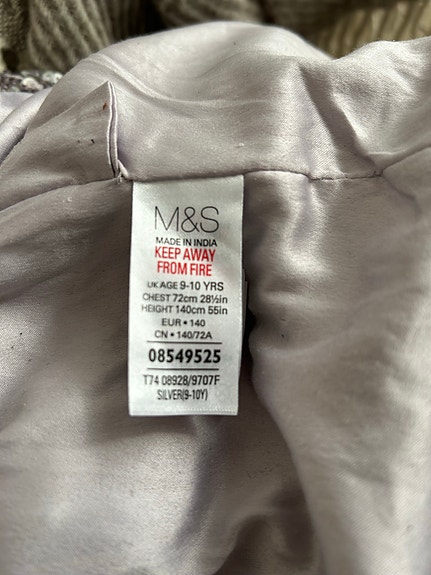 M&S
MADE IN INDIA
KEEP AWAY
FROM FIRE
UK AGE 9-10 YRS
CHEST 72cm 28½in
HEIGHT 140cm 55in
EUR • 140
CN • 140/72A
08549525
T74 08928/9707F
SILVER(9-10Y)